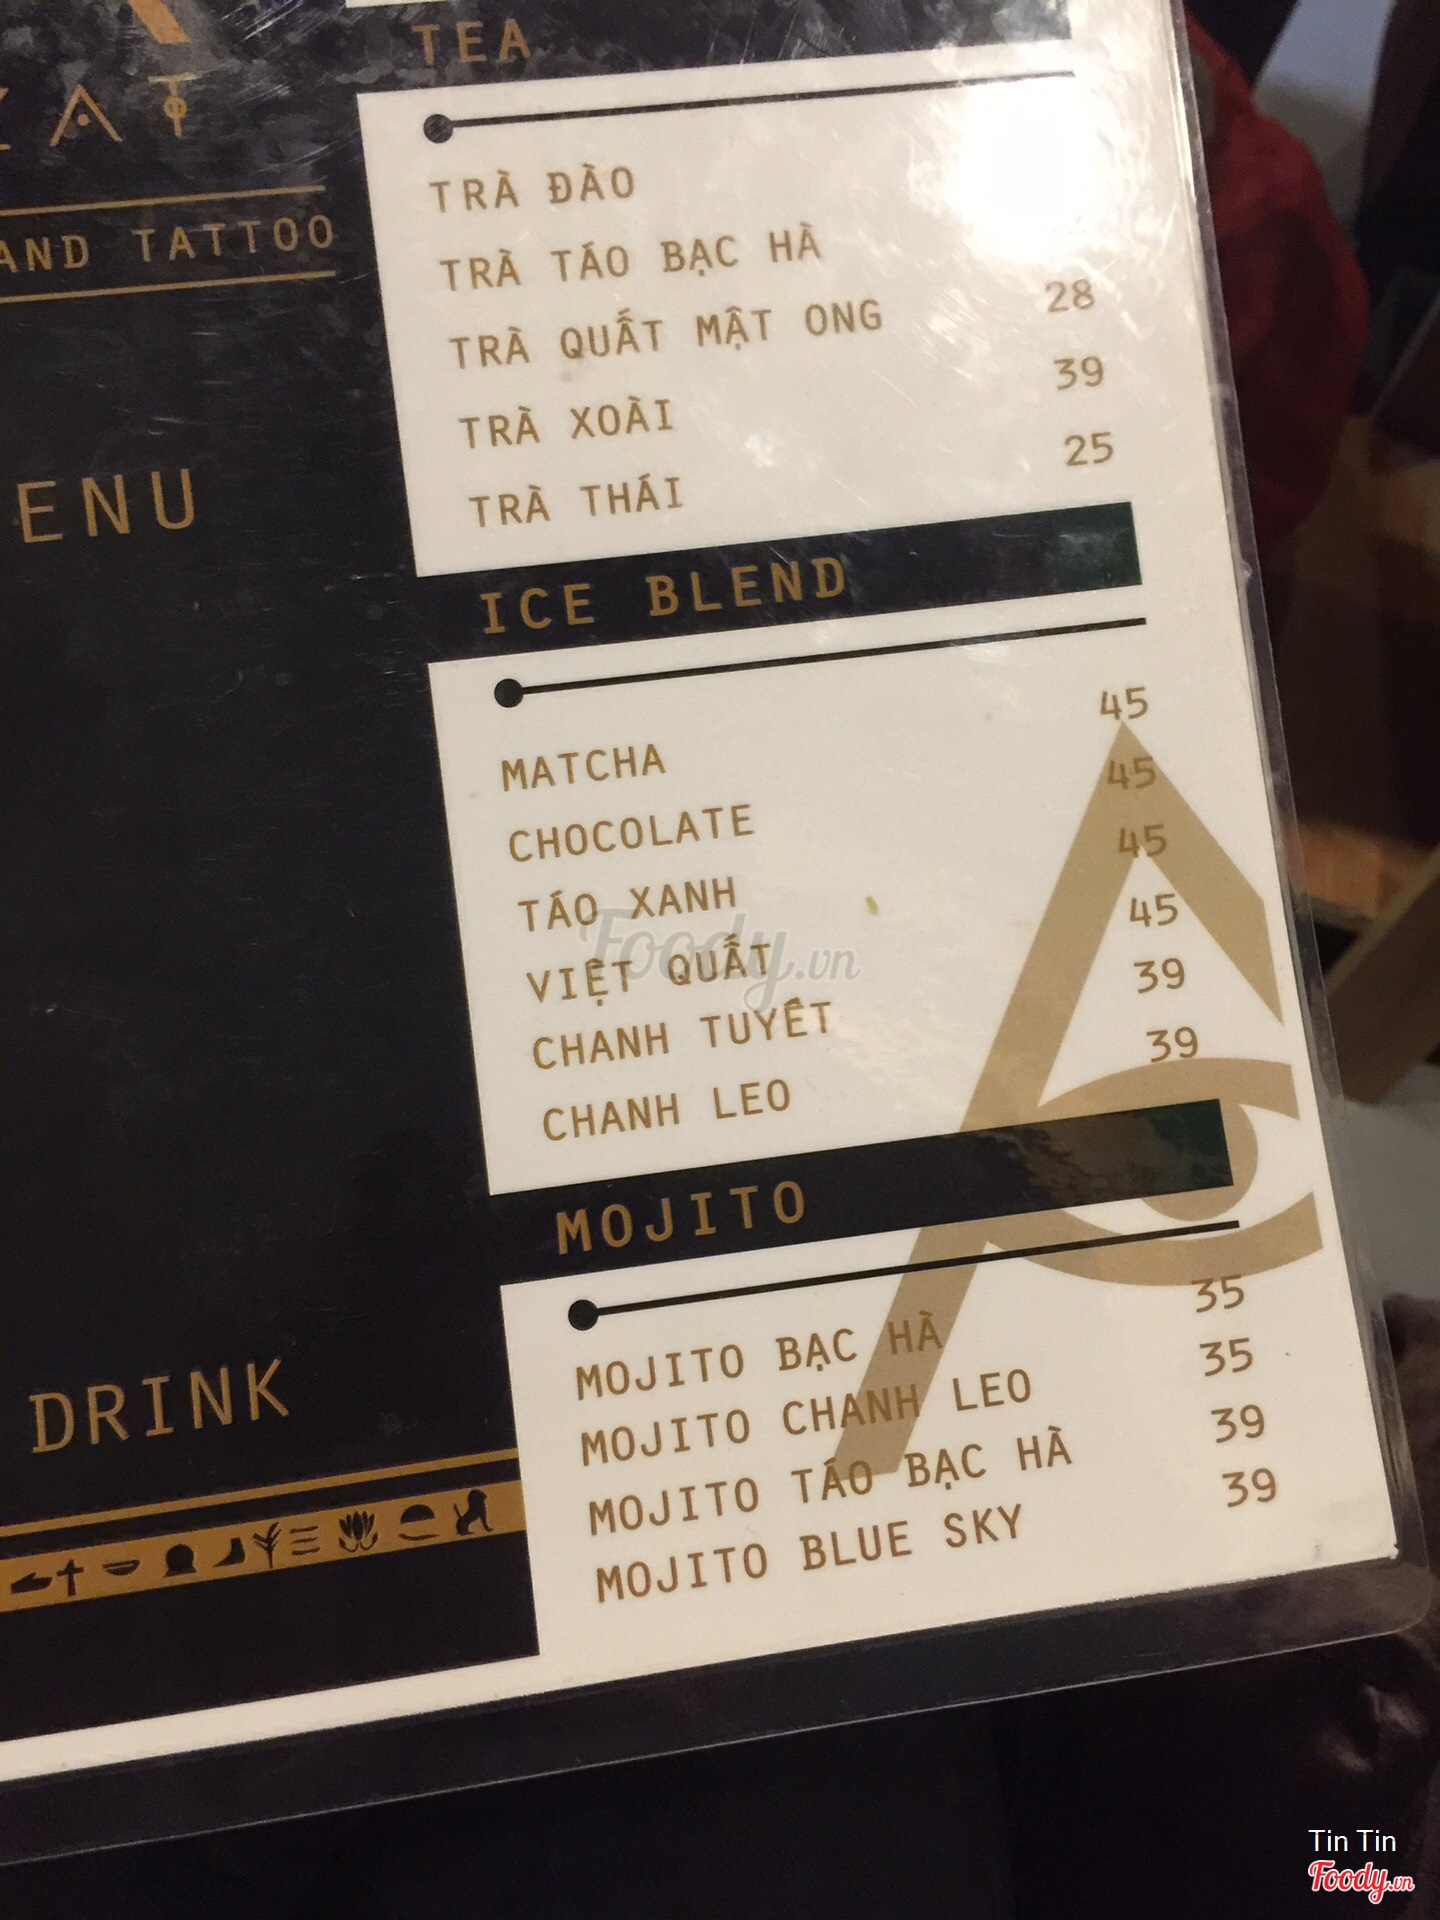 TEA
ZAT
AND TATTOO
ENU
DRINK
TRÀ ĐÀO
TRÀ TÁO BẠC HÀ
TRÀ QUẤT MẬT ONG 28
TRÀ XOÀI 39
TRÀ THÁI 25
ICE BLEND
MATCHA 45
CHOCOLATE 45
TÁO XANH 45
VIỆT QUẤT 45
CHANH TUYẾT 39
CHANH LEO 39
MOJITO
MOJITO BẠC HÀ 35
MOJITO CHANH LEO 35
MOJITO TÁO BẠC HÀ 39
MOJITO BLUE SKY 39
Foody.vn
Tin Tin
Foody.vn